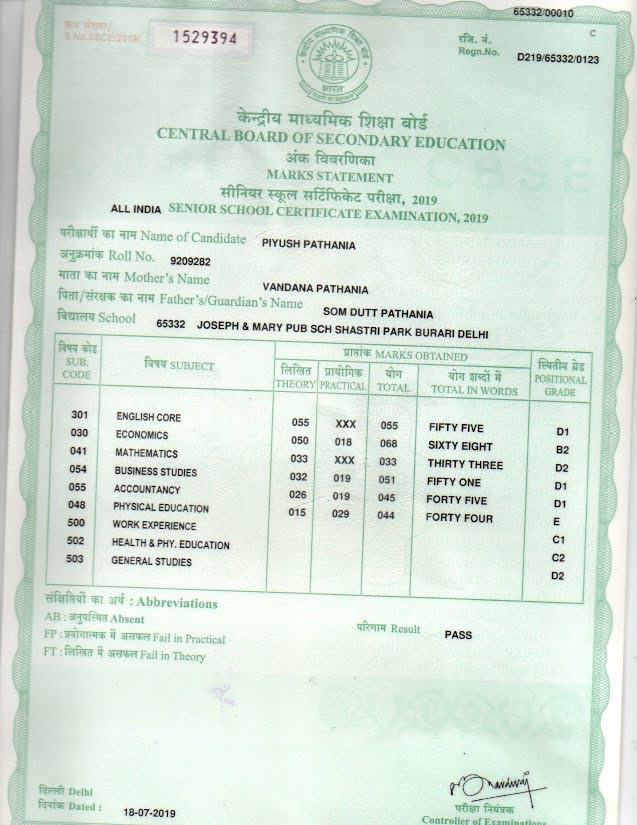 65332/00010
क्रम संख्या/
S.No.SSCE/2019/ 1529394
C
रजि. नं.
Regn.No. D219/65332/0123
केन्द्रीय माध्यमिक शिक्षा बोर्ड
भारत
केन्द्रीय माध्यमिक शिक्षा बोर्ड
CENTRAL BOARD OF SECONDARY EDUCATION
अंक विवरणिका
MARKS STATEMENT
सीनियर स्कूल सर्टिफिकेट परीक्षा, 2019
ALL INDIA SENIOR SCHOOL CERTIFICATE EXAMINATION, 2019
परीक्षार्थी का नाम Name of Candidate PIYUSH PATHANIA
अनुक्रमांक Roll No. 9209282
माता का नाम Mother's Name VANDANA PATHANIA
पिता/संरक्षक का नाम Father's/Guardian's Name SOM DUTT PATHANIA
विद्यालय School 65332 JOSEPH & MARY PUB SCH SHASTRI PARK BURARI DELHI
विषय कोड SUB. CODE विषय SUBJECT प्राप्तांक MARKS OBTAINED स्थितीय ग्रेड POSITIONAL GRADE
लिखित THEORY प्रायोगिक PRACTICAL योग TOTAL योग शब्दों में TOTAL IN WORDS
301 ENGLISH CORE 055 XXX 055 FIFTY FIVE D1
030 ECONOMICS 050 018 068 SIXTY EIGHT B2
041 MATHEMATICS 033 XXX 033 THIRTY THREE D2
054 BUSINESS STUDIES 032 019 051 FIFTY ONE D1
055 ACCOUNTANCY 026 019 045 FORTY FIVE D1
048 PHYSICAL EDUCATION 015 029 044 FORTY FOUR E
500 WORK EXPERIENCE C1
502 HEALTH & PHY. EDUCATION C2
503 GENERAL STUDIES D2
संक्षिप्तियों का अर्थ : Abbreviations
AB : अनुपस्थित Absent
FP : प्रयोगात्मक में असफल Fail in Practical
FT : लिखित में असफल Fail in Theory
परिणाम Result PASS
दिल्ली Delhi
दिनांक Dated : 18-07-2019
परीक्षा नियंत्रक
Controller of Examinations